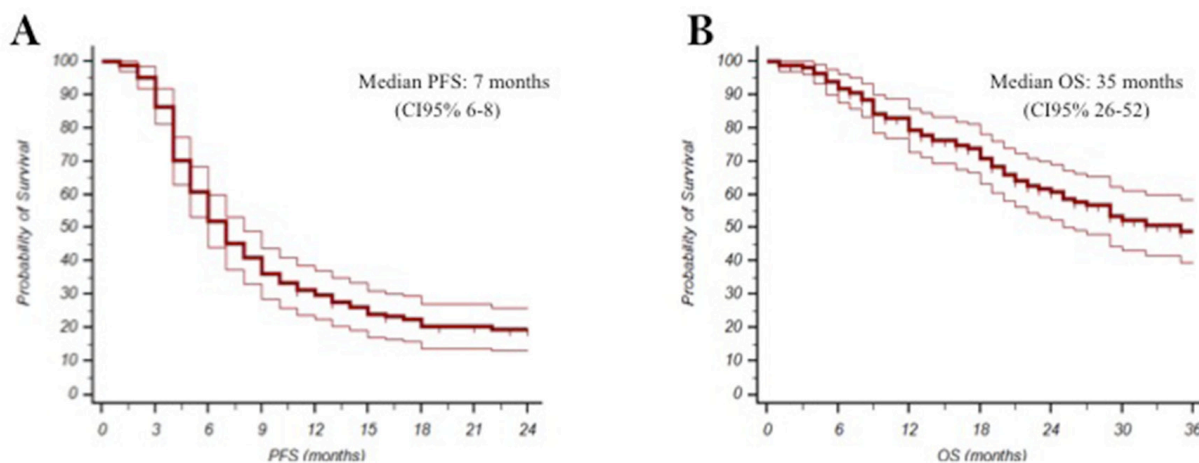 A
Median PFS: 7 months
(CI95% 6-8)
Probability of Survival
100
90
80
70
60
50
40
30
20
10
0
0 3 6 9 12 15 18 21 24
PFS (months)
B
Median OS: 35 months
(CI95% 26-52)
Probability of Survival
100
90
80
70
60
50
40
30
20
10
0
0 6 12 18 24 30 36
OS (months)